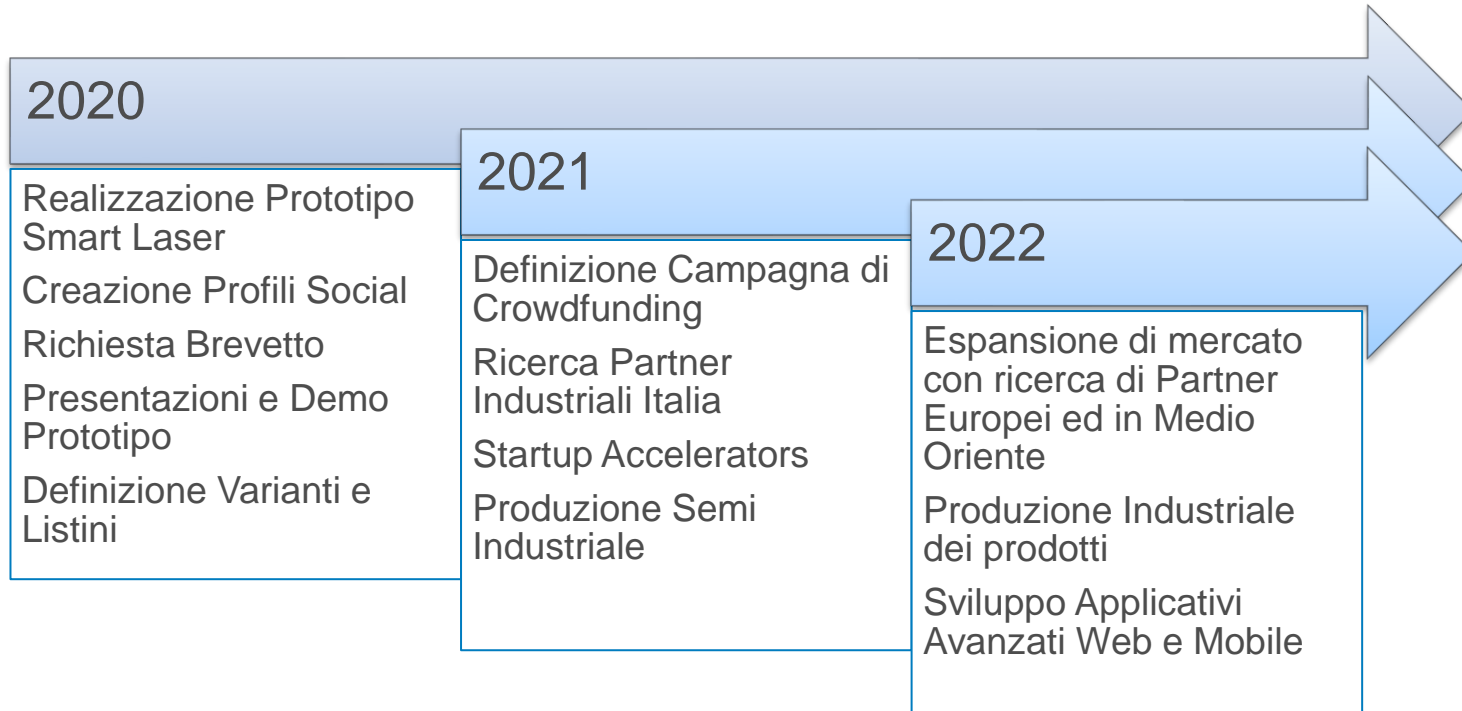 2020
Realizzazione Prototipo
Smart Laser
Creazione Profili Social
Richiesta Brevetto
Presentazioni e Demo
Prototipo
Definizione Varianti e
Listini
2021
Definizione Campagna di
Crowdfunding
Ricerca Partner
Industriali Italia
Startup Accelerators
Produzione Semi
Industriale
2022
Espansione di mercato
con ricerca di Partner
Europei ed in Medio
Oriente
Produzione Industriale
dei prodotti
Sviluppo Applicativi
Avanzati Web e Mobile